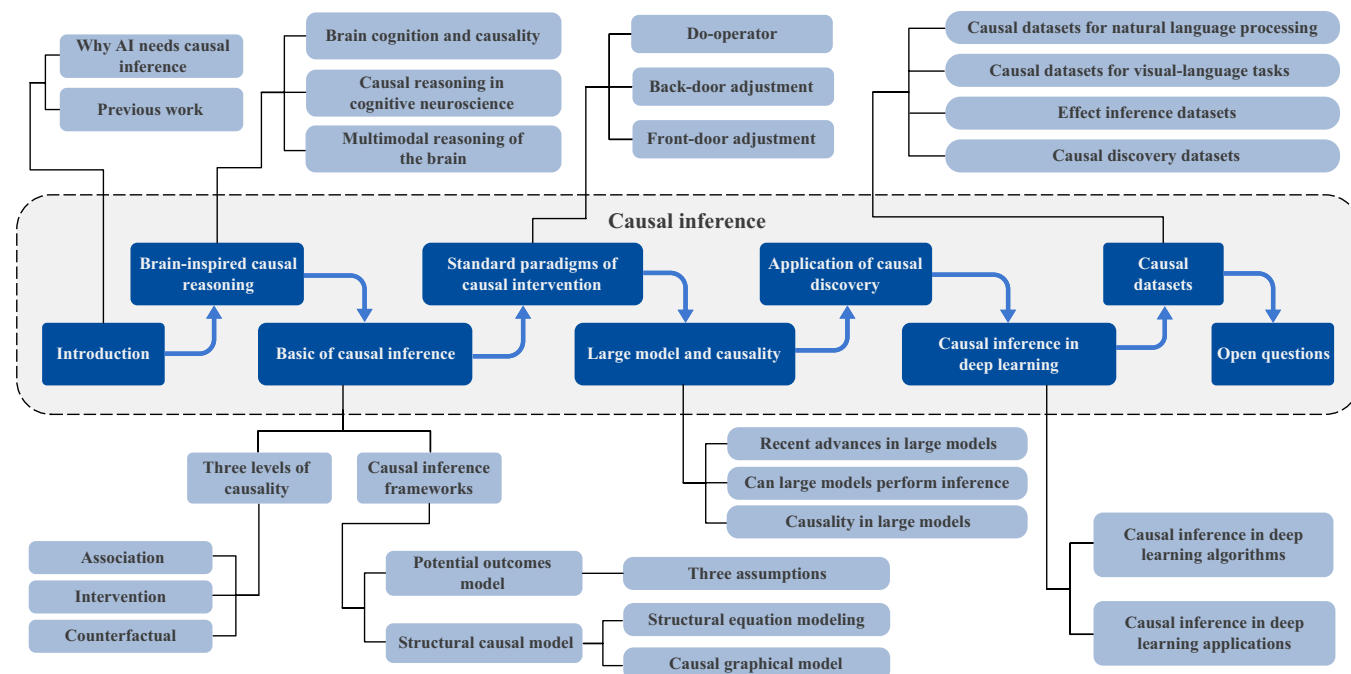 Why AI needs causal
inference
Previous work
Brain cognition and causality
Causal reasoning in
cognitive neuroscience
Multimodal reasoning of
the brain
Do-operator
Back-door adjustment
Front-door adjustment
Causal datasets for natural language processing
Causal datasets for visual-language tasks
Effect inference datasets
Causal discovery datasets
Causal inference
Brain-inspired causal
reasoning
Standard paradigms of
causal intervention
Application of causal
discovery
Causal
datasets
Introduction
Basic of causal inference
Large model and causality
Causal inference in
deep learning
Open questions
Three levels of
causality
Causal inference
frameworks
Recent advances in large models
Can large models perform inference
Causality in large models
Association
Intervention
Counterfactual
Potential outcomes
model
Three assumptions
Structural causal model
Structural equation modeling
Causal graphical model
Causal inference in deep
learning algorithms
Causal inference in deep
learning applications